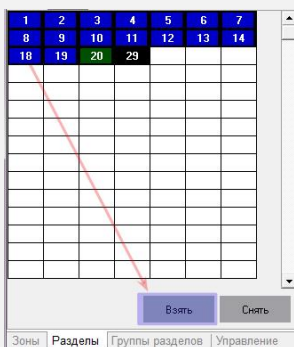 1 2 3 4 5 6 7
8 9 10 11 12 13 14
18 19 20 29
Взять Снять
Зоны Разделы Группы разделов Управление